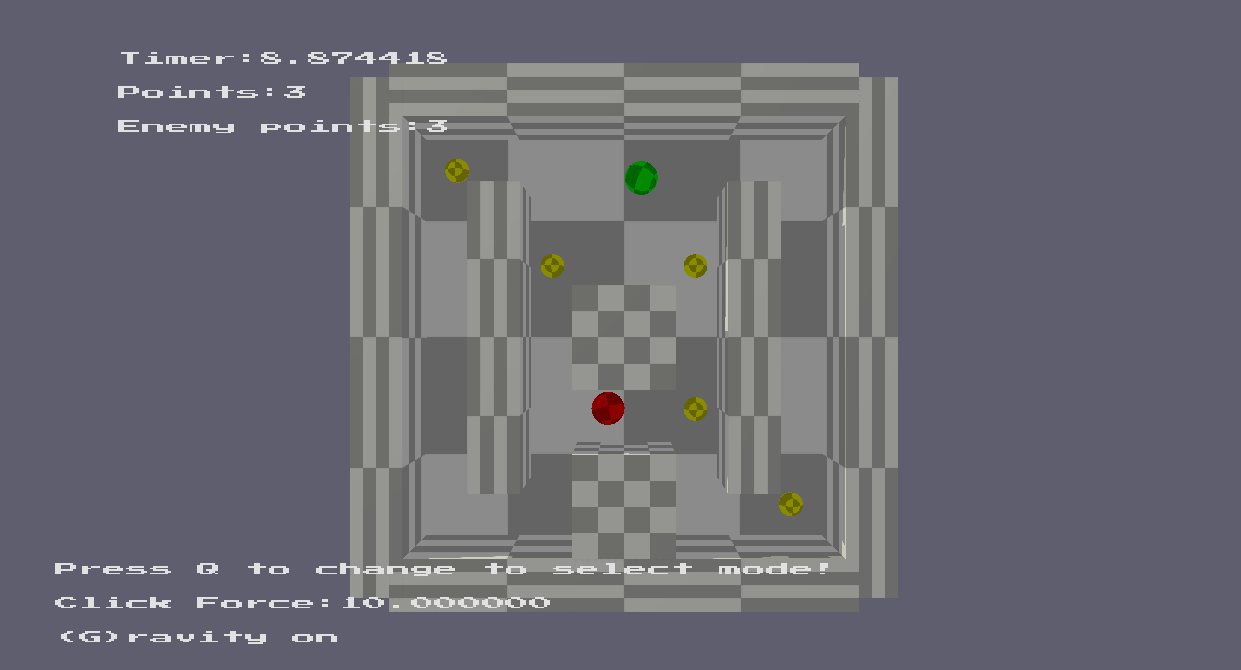 Timer:8.874418
Points:3
Enemy points:3
Press Q to change to select mode!
Click Force:10.000000
(G)ravity on